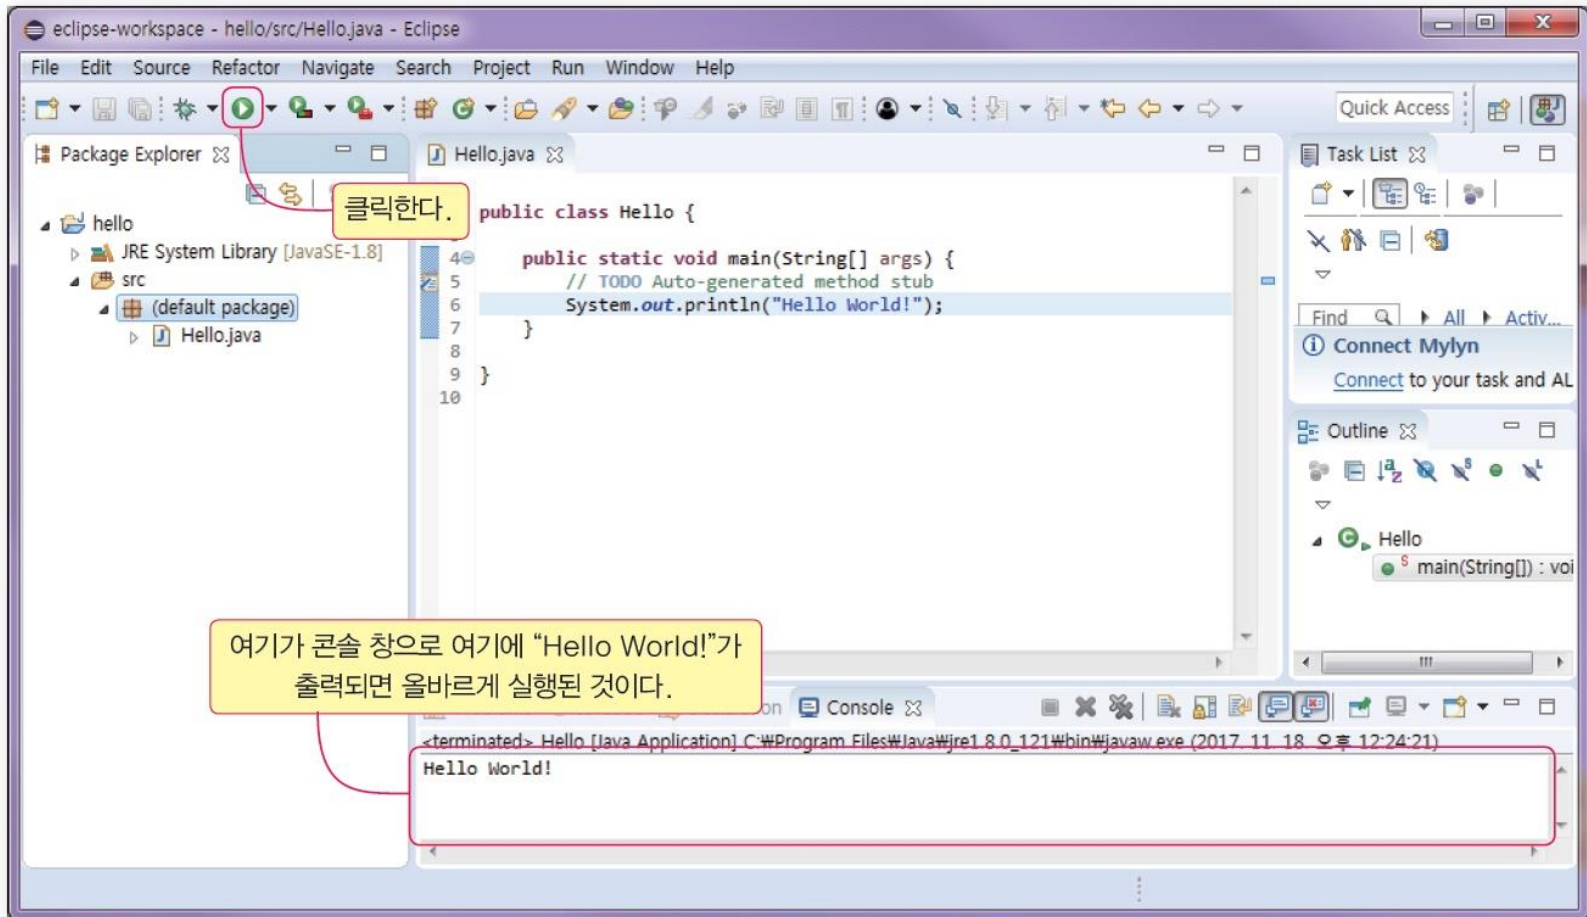 eclipse-workspace - hello/src/Hello.java - Eclipse
File Edit Source Refactor Navigate Search Project Run Window Help
Quick Access
Package Explorer
hello
JRE System Library [JavaSE-1.8]
src
(default package)
Hello.java
클릭한다.
Hello.java
public class Hello {
4 public static void main(String[] args) {
5 // TODO Auto-generated method stub
6 System.out.println("Hello World!");
7 }
8
9 }
10
Task List
Find All Activ...
Connect Mylyn
Connect to your task and AL
Outline
Hello
main(String[]) : voi
여기가 콘솔 창으로 여기에 “Hello World!”가
출력되면 올바르게 실행된 것이다.
Console
<terminated> Hello [Java Application] C:₩Program Files₩Java₩jre1.8.0_121₩bin₩javaw.exe (2017. 11. 18. 오후 12:24:21)
Hello World!